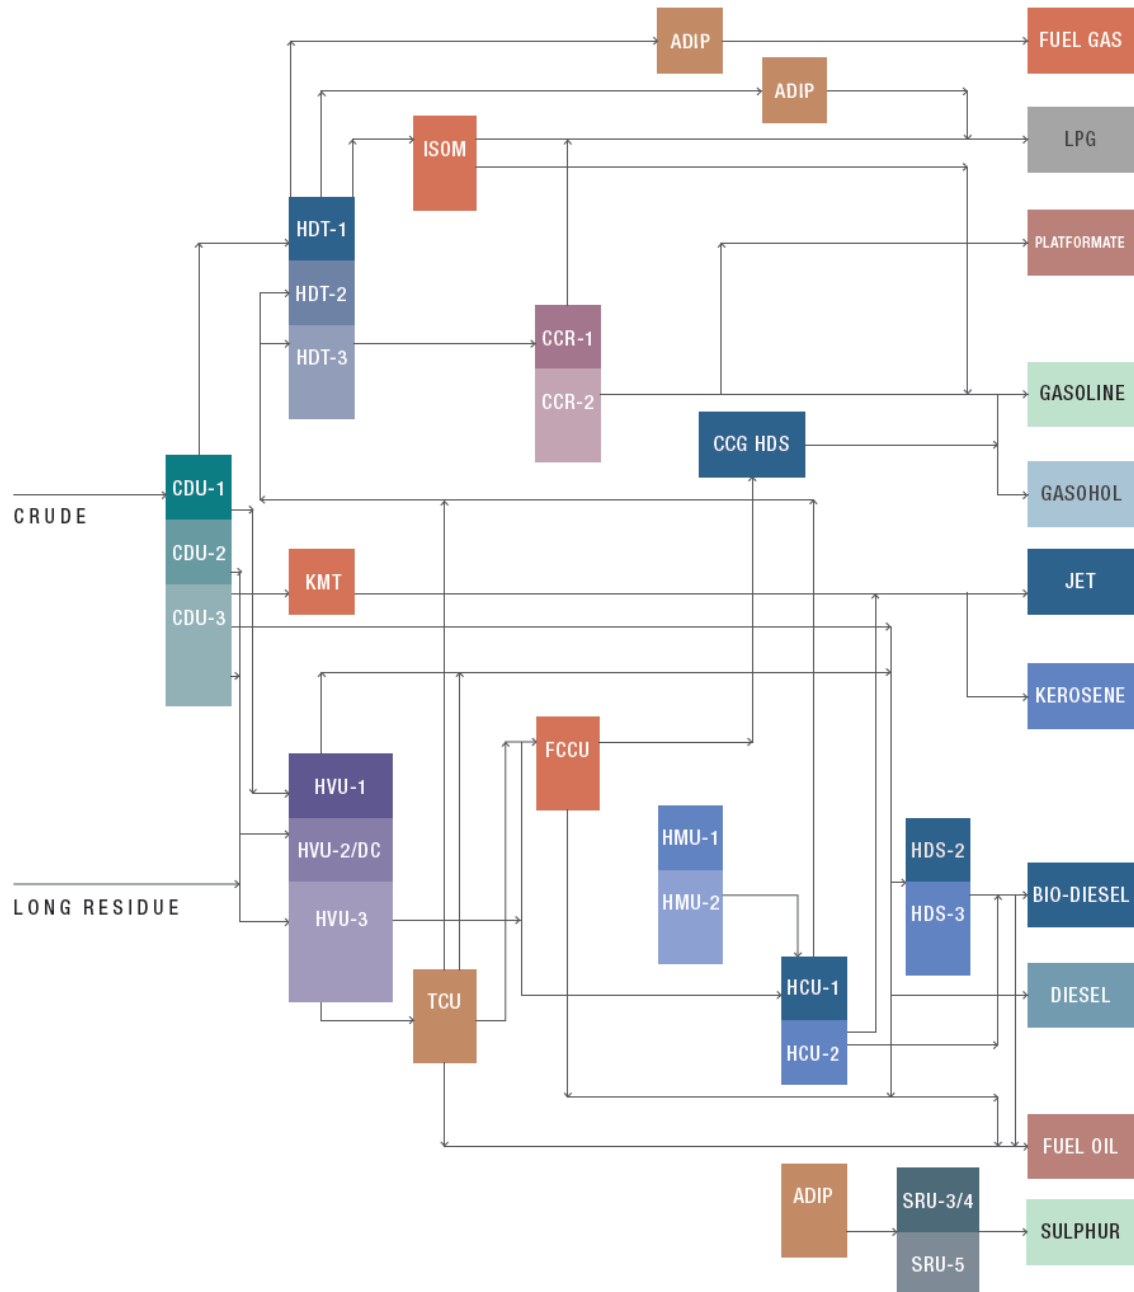 ADIP
FUEL GAS
ADIP
LPG
ISOM
HDT-1
PLATFORMATE
HDT-2
HDT-3
CCR-1
CCR-2
GASOLINE
CCG HDS
CDU-1
GASOHOL
CRUDE
CDU-2
KMT
JET
CDU-3
KEROSENE
FCCU
HVU-1
HMU-1
HVU-2/DC
HDS-2
HMU-2
BIO-DIESEL
LONG RESIDUE
HVU-3
HDS-3
TCU
HCU-1
DIESEL
HCU-2
FUEL OIL
ADIP
SRU-3/4
SULPHUR
SRU-5